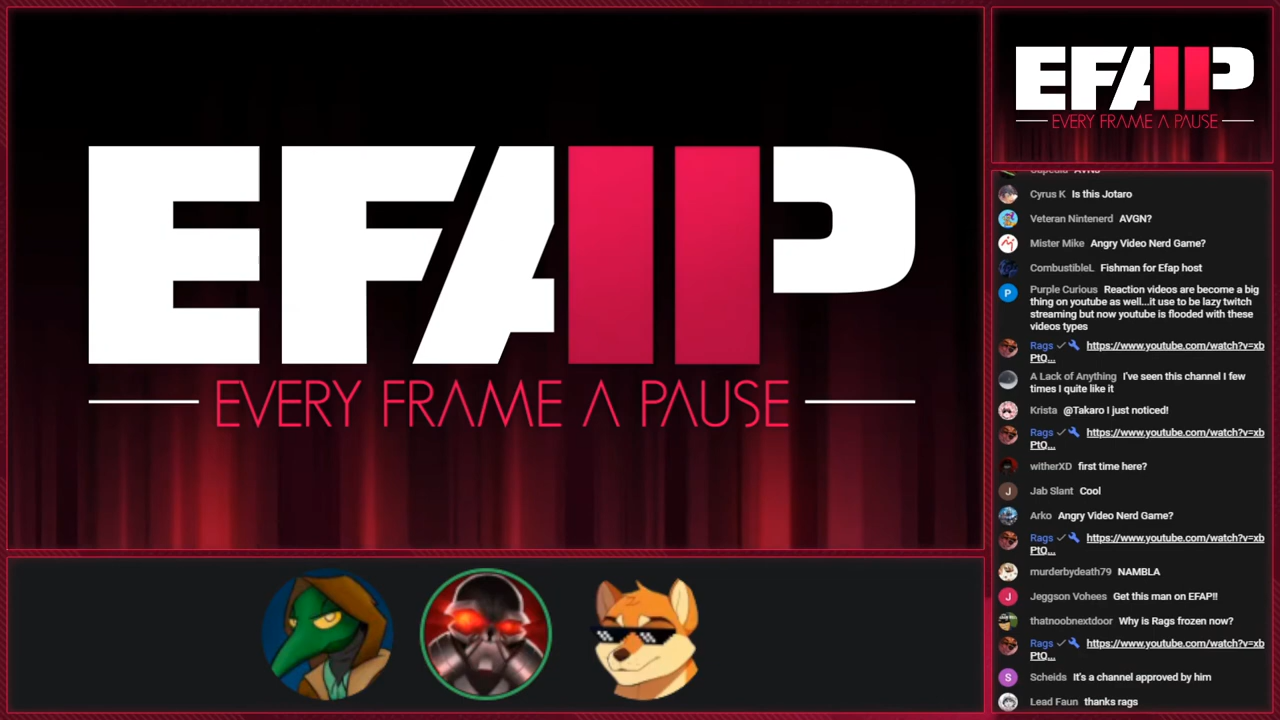 EFAP
EVERY FRAME A PAUSE
EFAP
EVERY FRAME A PAUSE
Cyrus K Is this Jotaro
Veteran Nintenerd AVGN?
Mister Mike Angry Video Nerd Game?
CombustibleL Fishman for Efap host
P Purple Curious Reaction videos are become a big
thing on youtube as well...it use to be lazy twitch
streaming but now youtube is flooded with these
videos types
Rags https://www.youtube.com/watch?v=xb
PtQ...
A Lack of Anything I've seen this channel I few
times I quite like it
Krista @Takaro I just noticed!
Rags https://www.youtube.com/watch?v=xb
PtQ...
witherXD first time here?
J Jab Slant Cool
Arko Angry Video Nerd Game?
Rags https://www.youtube.com/watch?v=xb
PtQ...
murderbydeath79 NAMBLA
J Jeggson Vohees Get this man on EFAP!!
thatnoobnextdoor Why is Rags frozen now?
Rags https://www.youtube.com/watch?v=xb
PtQ...
S Scheids It's a channel approved by him
Lead Faun thanks rags